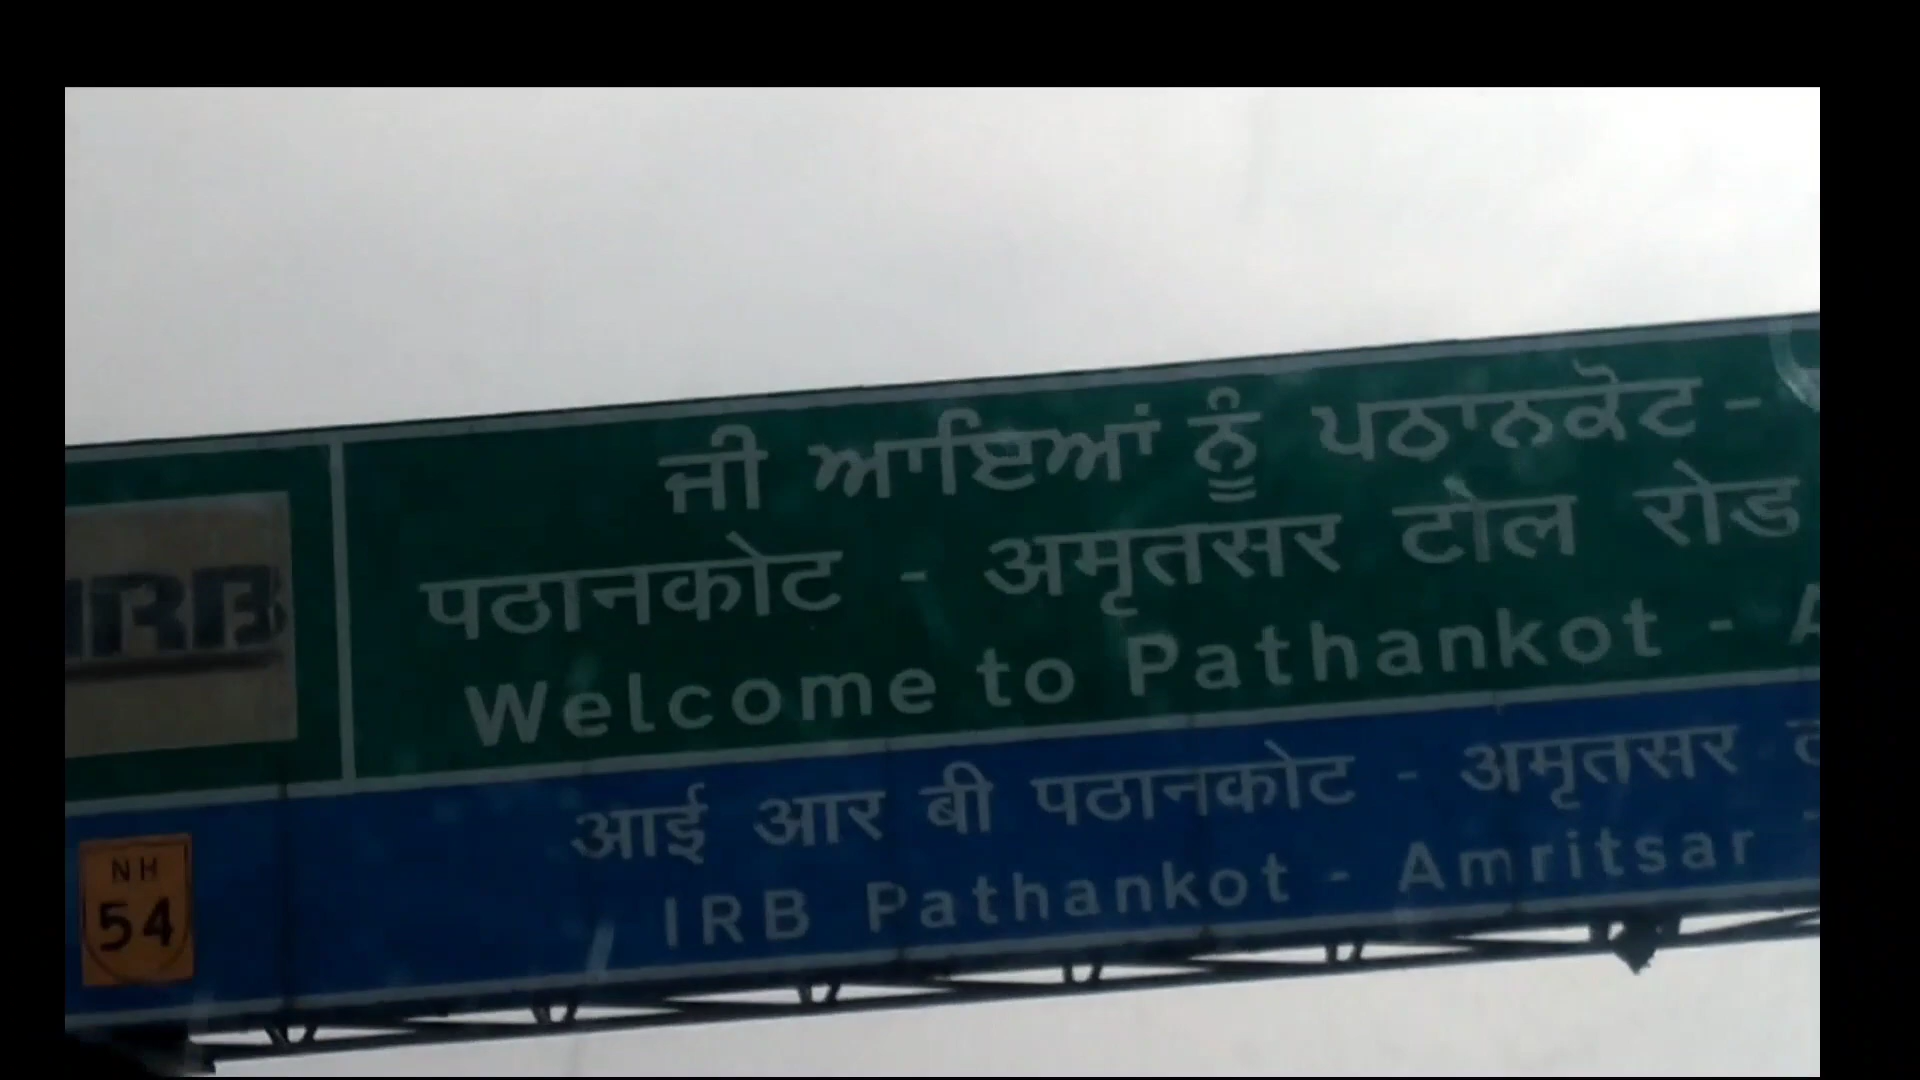 ਜੀ ਆਇਆਂ ਨੂੰ ਪਠਾਨਕੋਟ -
पठानकोट - अमृतसर टोल रोड
Welcome to Pathankot -
IRB
आई आर बी पठानकोट - अमृतसर
IRB Pathankot - Amritsar
NH
54